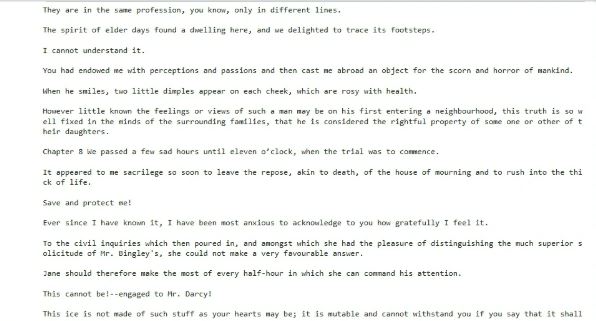 They are in the same profession, you know, only in different lines.
The spirit of elder days found a dwelling here, and we delighted to trace its footsteps.
I cannot understand it.
You had endowed me with perceptions and passions and then cast me abroad an object for the scorn and horror of mankind.
When he smiles, two little dimples appear on each cheek, which are rosy with health.
However little known the feelings or views of such a man may be on his first entering a neighbourhood, this truth is so w
ell fixed in the minds of the surrounding families, that he is considered the rightful property of some one or other of t
heir daughters.
Chapter 8 We passed a few sad hours until eleven o’clock, when the trial was to commence.
It appeared to me sacrilege so soon to leave the repose, akin to death, of the house of mourning and to rush into the thi
ck of life.
Save and protect me!
Ever since I have known it, I have been most anxious to acknowledge to you how gratefully I feel it.
To the civil inquiries which then poured in, and amongst which she had the pleasure of distinguishing the much superior s
olicitude of Mr. Bingley's, she could not make a very favourable answer.
Jane should therefore make the most of every half-hour in which she can command his attention.
This cannot be!--engaged to Mr. Darcy!
This ice is not made of such stuff as your hearts may be; it is mutable and cannot withstand you if you say that it shall